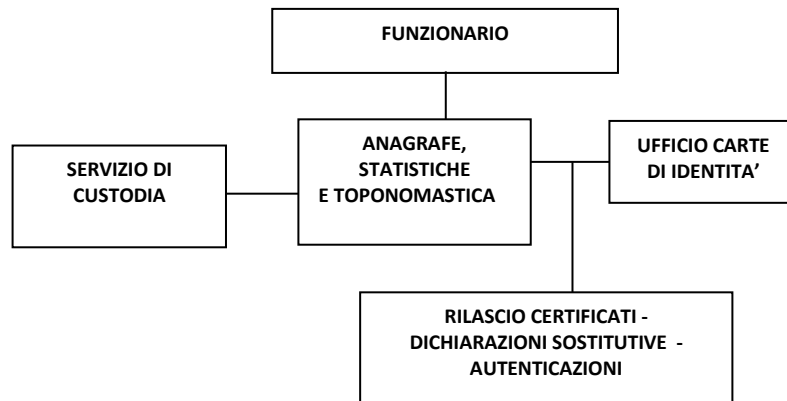 FUNZIONARIO
ANAGRAFE,
STATISTICHE
E TOPONOMASTICA
SERVIZIO DI
CUSTODIA
UFFICIO CARTE
DI IDENTITA’
RILASCIO CERTIFICATI -
DICHIARAZIONI SOSTITUTIVE -
AUTENTICAZIONI